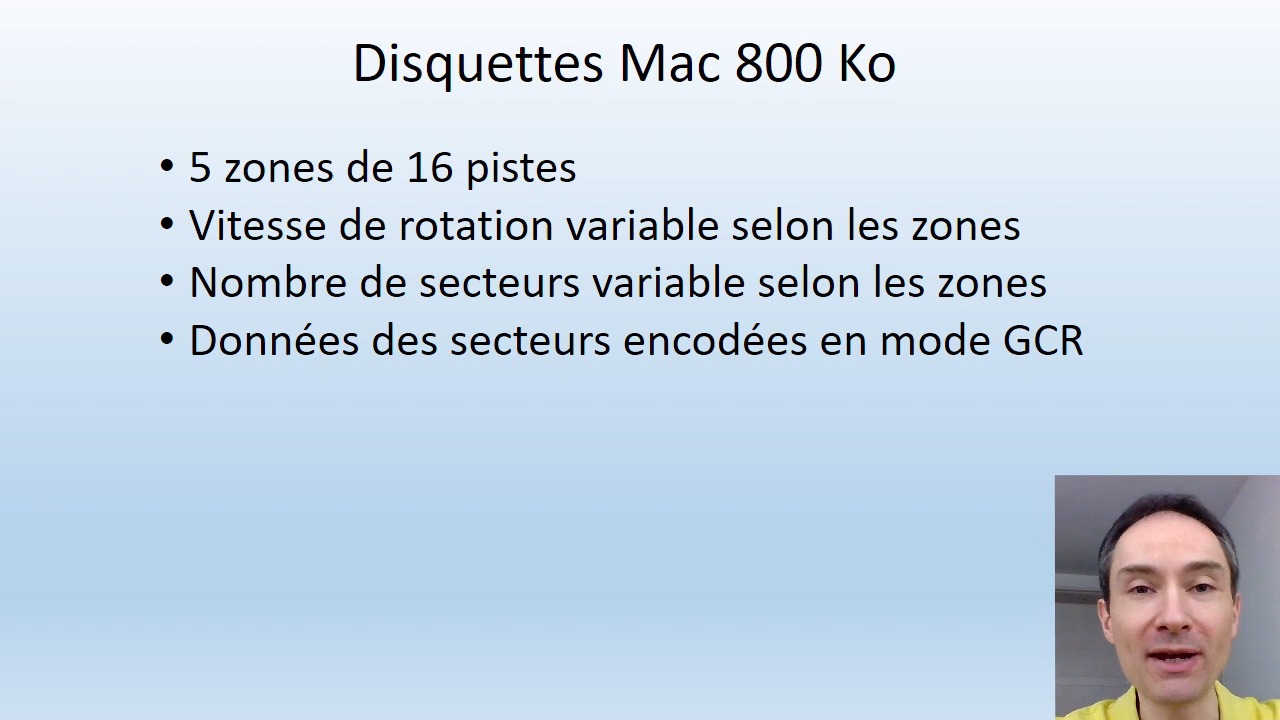 Disquettes Mac 800 Ko
• 5 zones de 16 pistes
• Vitesse de rotation variable selon les zones
• Nombre de secteurs variable selon les zones
• Données des secteurs encodées en mode GCR